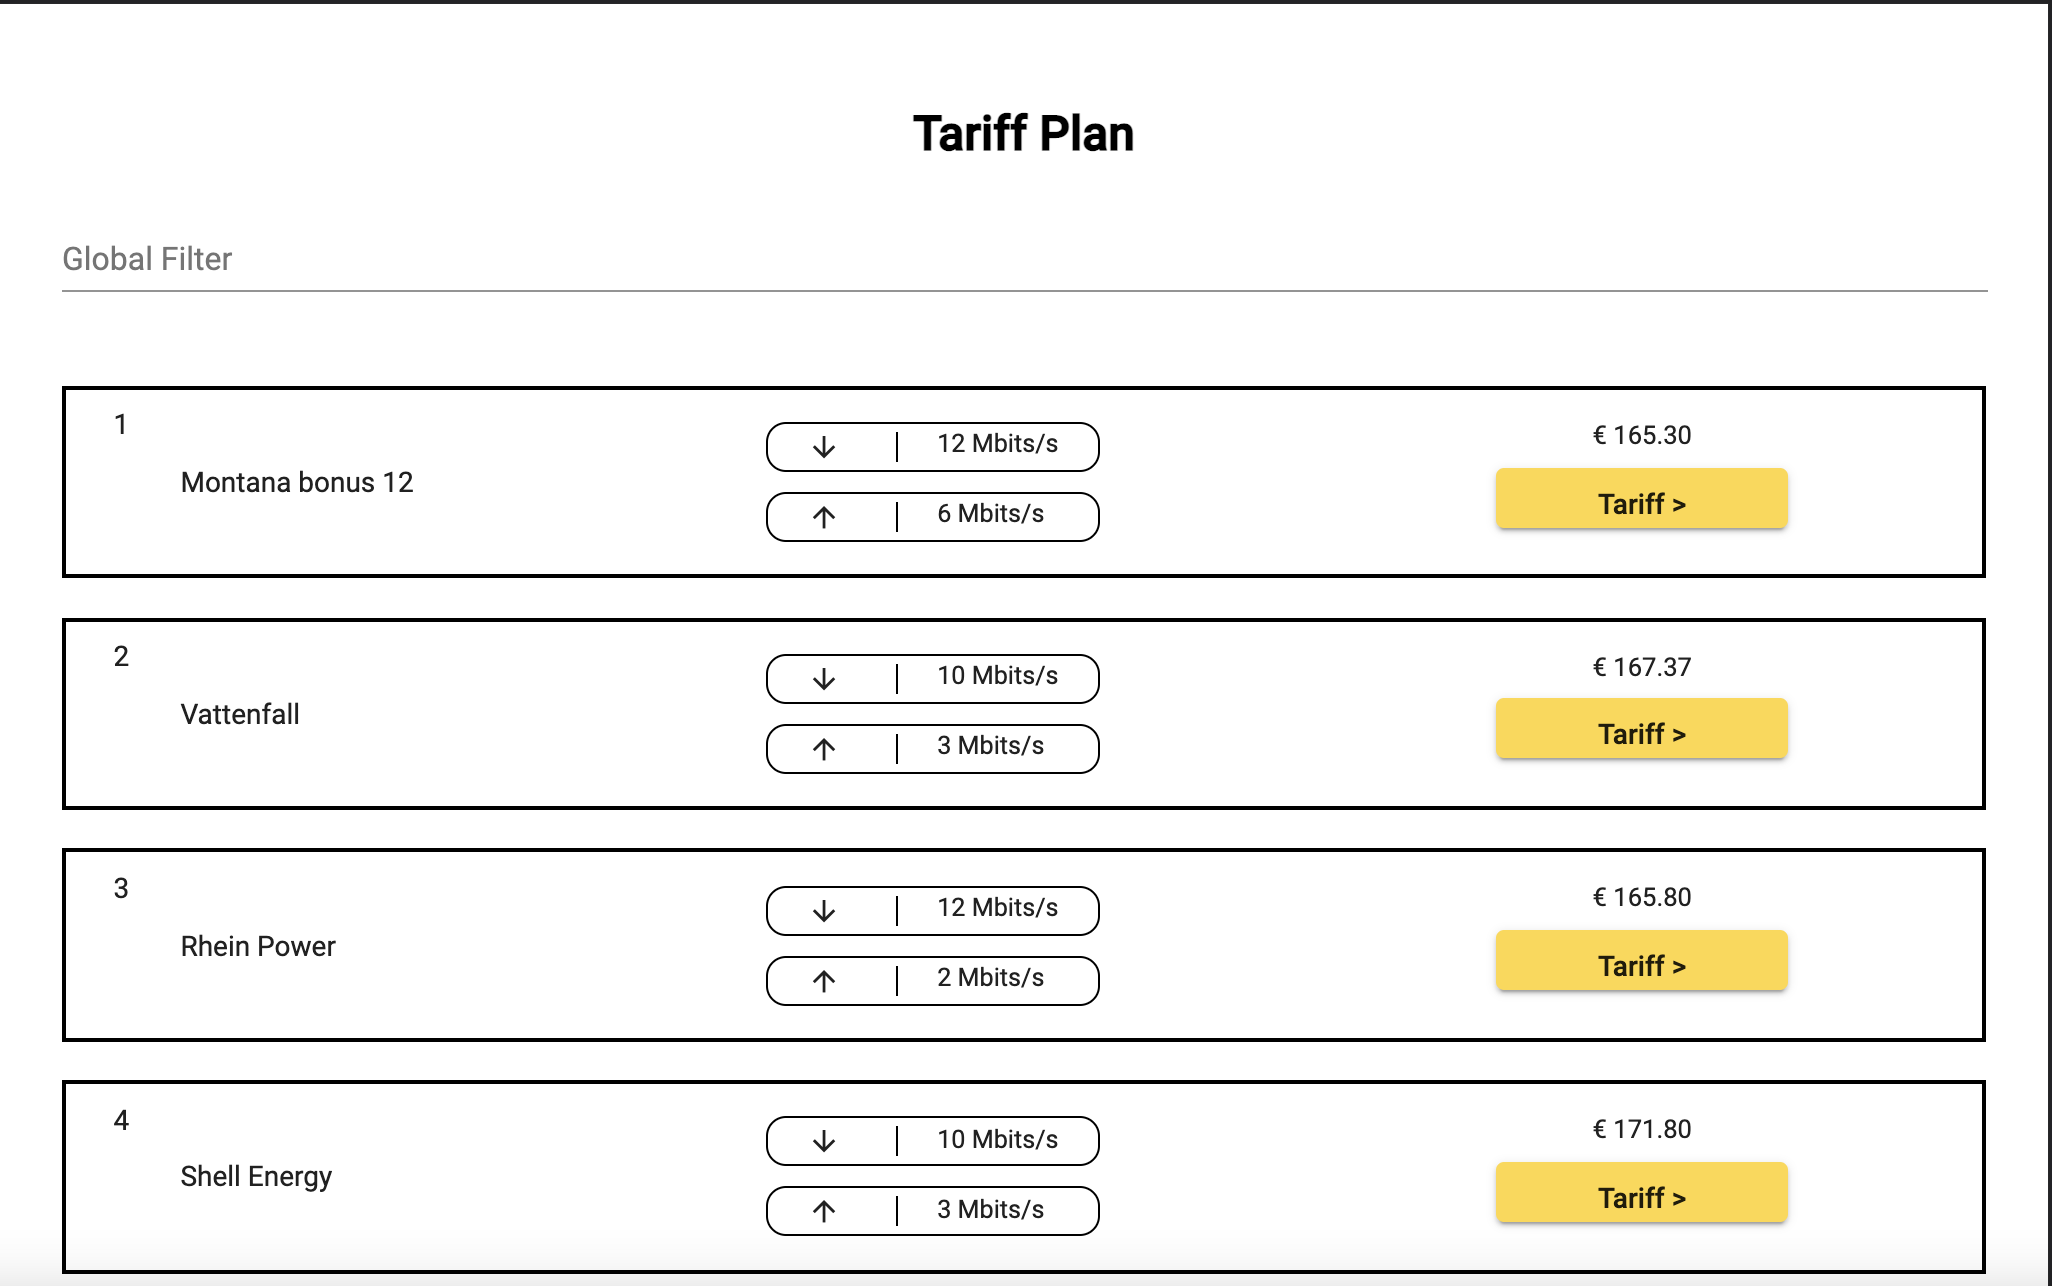 Tariff Plan
Global Filter
1
Montana bonus 12
↓ | 12 Mbits/s
↑ | 6 Mbits/s
€ 165.30
Tariff >
2
Vattenfall
↓ | 10 Mbits/s
↑ | 3 Mbits/s
€ 167.37
Tariff >
3
Rhein Power
↓ | 12 Mbits/s
↑ | 2 Mbits/s
€ 165.80
Tariff >
4
Shell Energy
↓ | 10 Mbits/s
↑ | 3 Mbits/s
€ 171.80
Tariff >